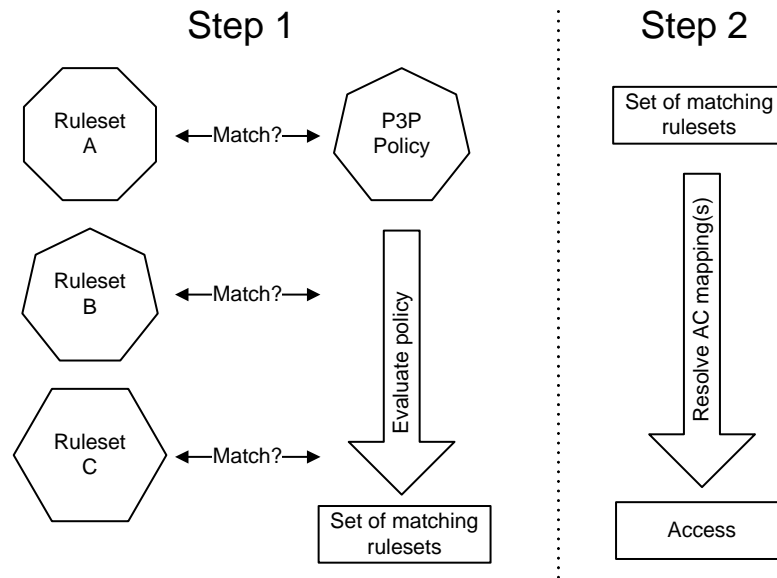 Step 1
Ruleset
A
Match?
P3P
Policy
Ruleset
B
Match?
Ruleset
C
Match?
Evaluate policy
Set of matching
rulesets
Step 2
Set of matching
rulesets
Resolve AC mapping(s)
Access